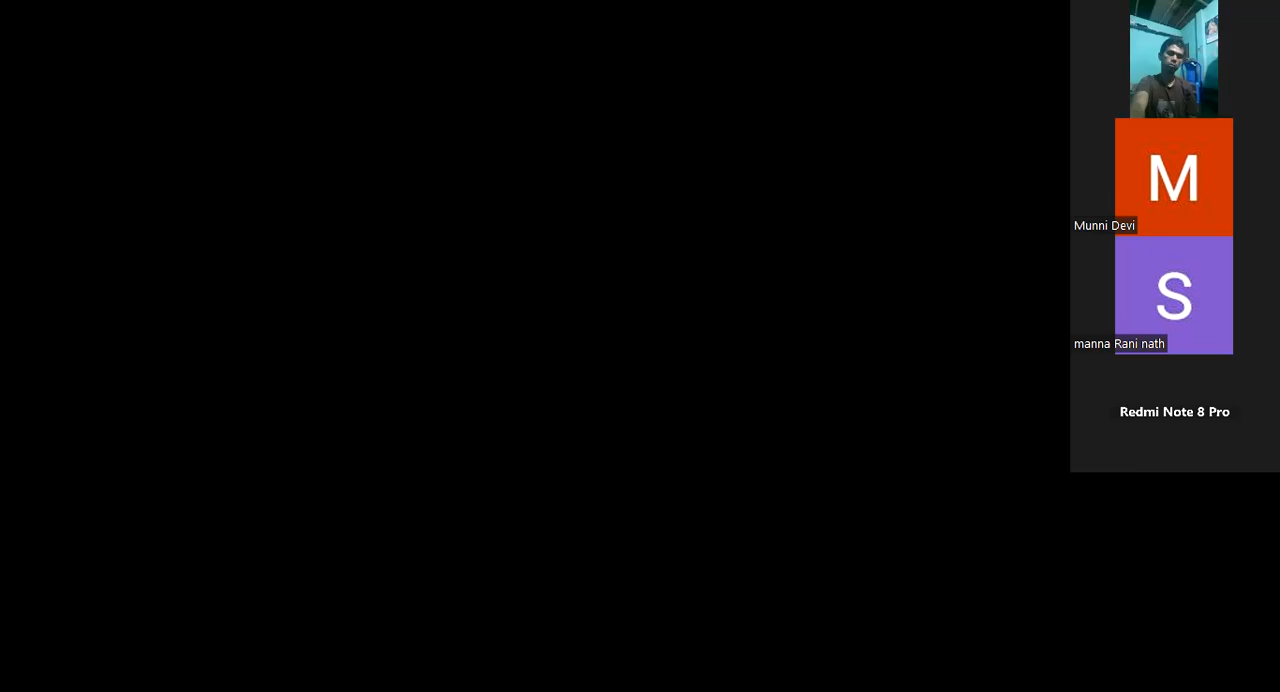 M
Munni Devi
S
manna Rani nath
Redmi Note 8 Pro